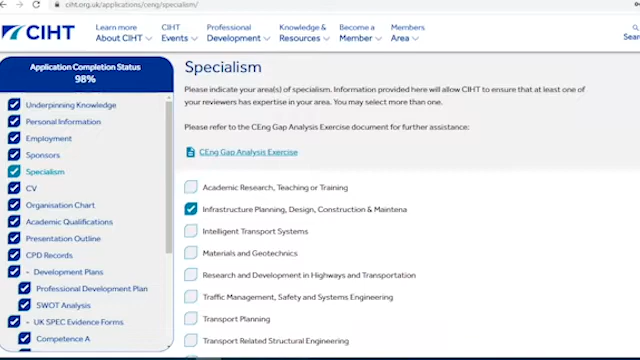 ciht.org.uk/applications/ceng/specialism/
CIHT
Learn more
About CIHT
CIHT
Events
Professional
Development
Knowledge &
Resources
Become a
Member
Members
Area
Application Completion Status
98%
Underpinning Knowledge
Personal Information
Employment
Sponsors
Specialism
CV
Organisation Chart
Academic Qualifications
Presentation Outline
CPD Records
- Development Plans
Professional Development Plan
SWOT Analysis
- UK SPEC Evidence Forms
Competence A
Specialism
Please indicate your area(s) of specialism. Information provided here will allow CIHT to ensure that at least one of
your reviewers has expertise in your area. You may select more than one.
Please refer to the CEng Gap Analysis Exercise document for further assistance:
CEng Gap Analysis Exercise
Academic Research, Teaching or Training
Infrastructure Planning, Design, Construction & Maintena
Intelligent Transport Systems
Materials and Geotechnics
Research and Development in Highways and Transportation
Traffic Management, Safety and Systems Engineering
Transport Planning
Transport Related Structural Engineering